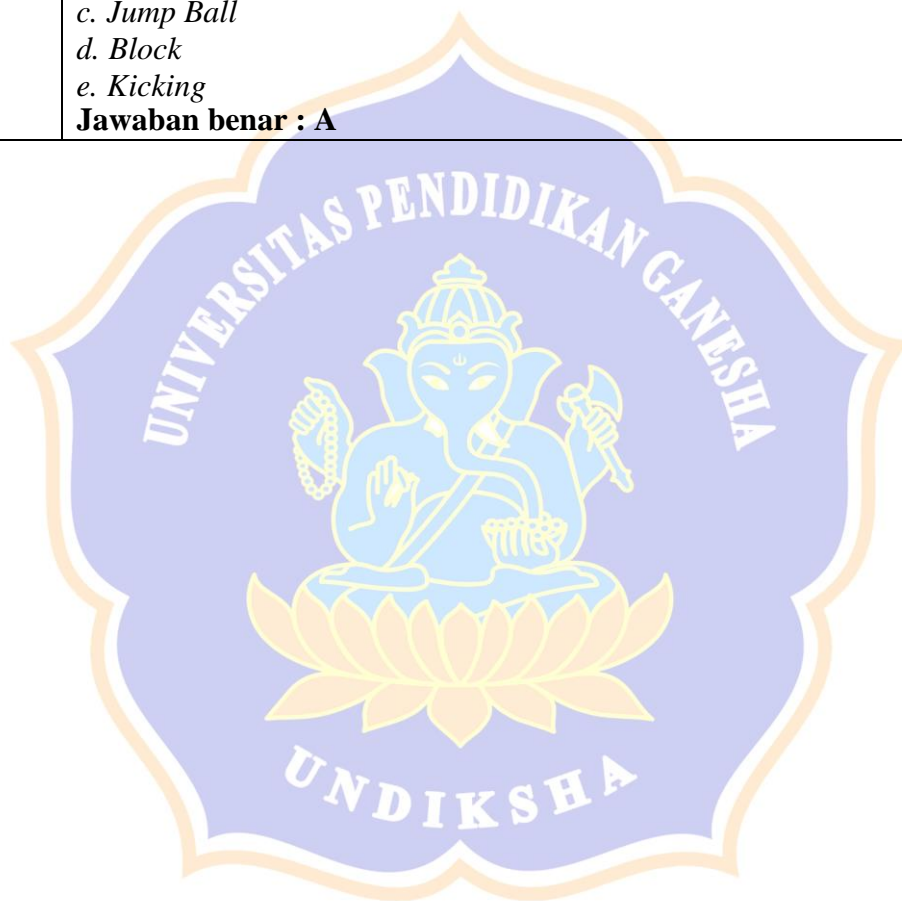 c. Jump Ball
d. Block
e. Kicking
Jawaban benar : A
UNIVERSITAS PENDIDIKAN GANESHA
UNDIKSHA